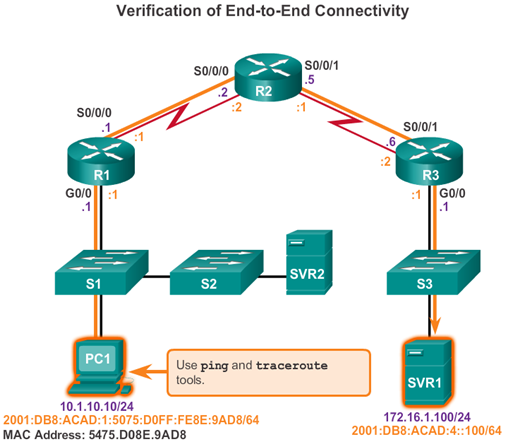 Verification of End-to-End Connectivity
S0/0/0
S0/0/1
.2
.5
R2
S0/0/0
:2
:1
S0/0/1
.1
:1
.6
:2
R1
R3
G0/0
:1
.1
G0/0
:1
.1
S1
S2
SVR2
S3
PC1
Use ping and traceroute
tools.
SVR1
10.1.10.10/24
172.16.1.100/24
2001:DB8:ACAD:1:5075:D0FF:FE8E:9AD8/64
2001:DB8:ACAD:4::100/64
MAC Address: 5475.D08E.9AD8